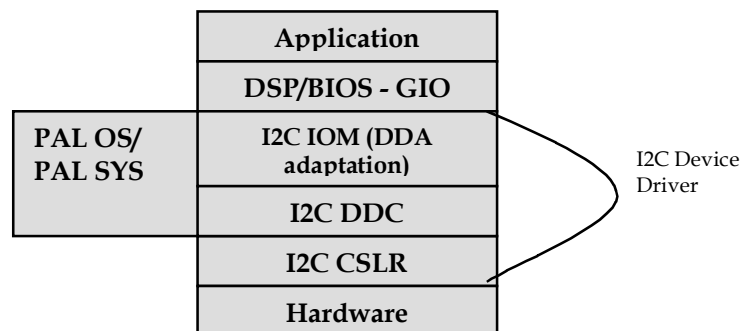 Application
DSP/BIOS - GIO
PAL OS/
PAL SYS
I2C IOM (DDA
adaptation)
I2C DDC
I2C CSLR
Hardware
I2C Device
Driver